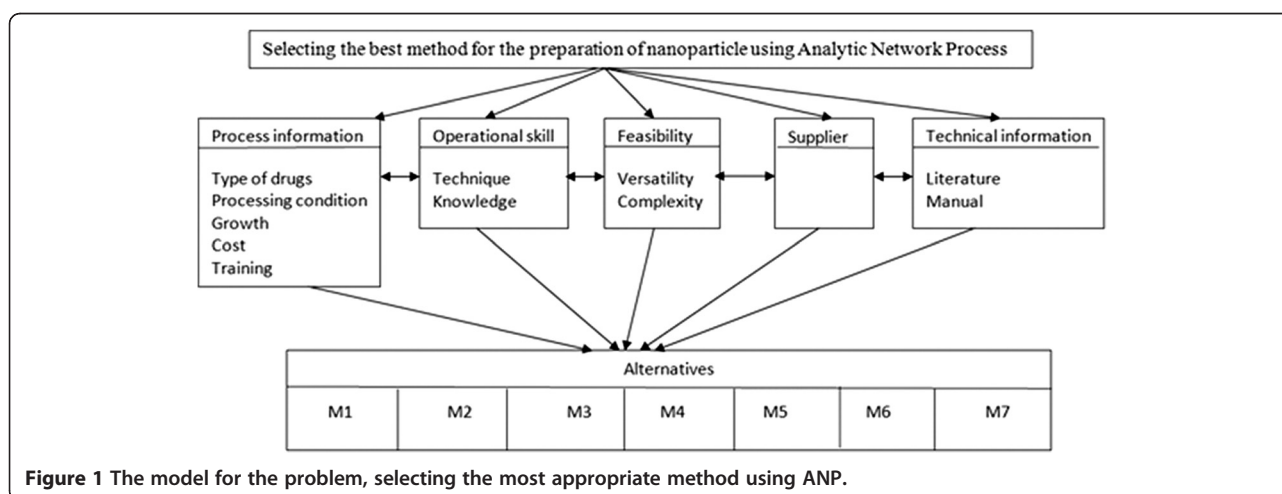 Selecting the best method for the preparation of nanoparticle using Analytic Network Process
Process information
Type of drugs
Processing condition
Growth
Cost
Training
Operational skill
Technique
Knowledge
Feasibility
Versatility
Complexity
Supplier
Technical information
Literature
Manual
Alternatives
M1 M2 M3 M4 M5 M6 M7
Figure 1 The model for the problem, selecting the most appropriate method using ANP.